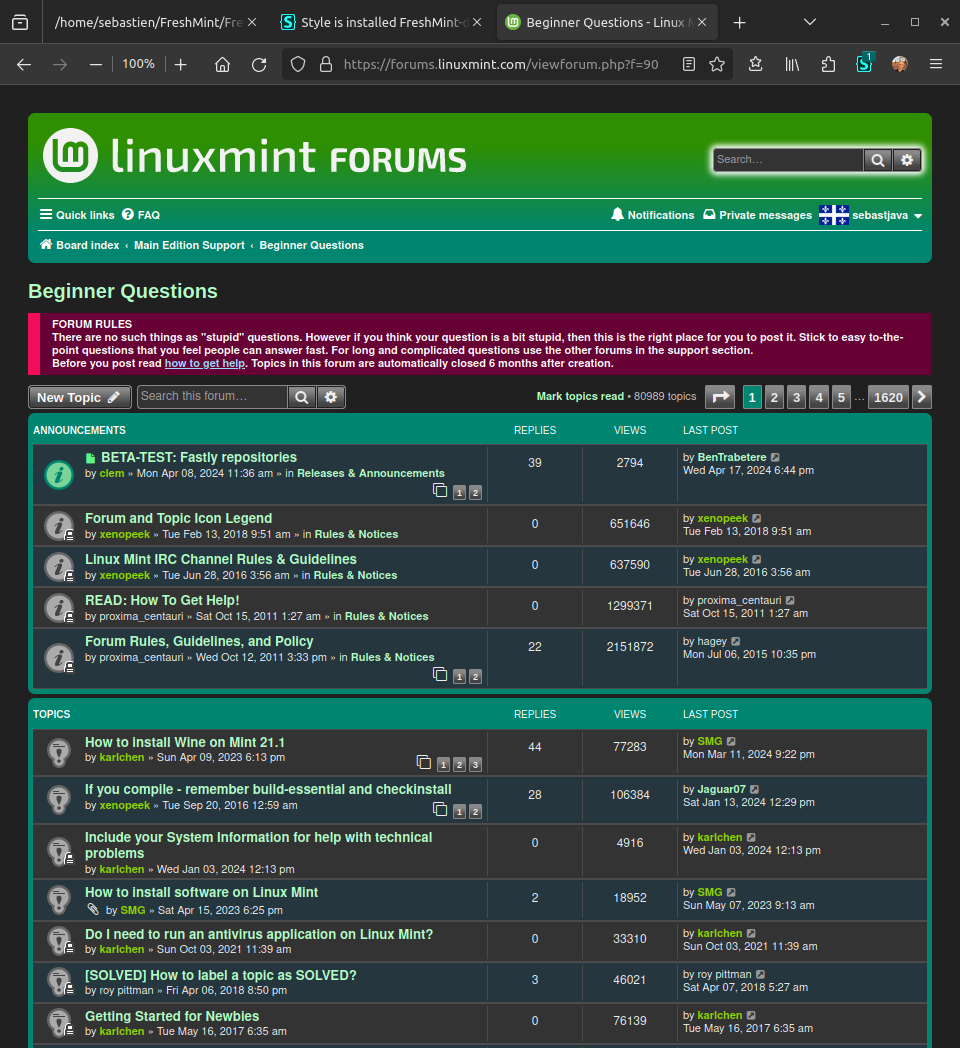 /home/sebastien/FreshMint/Fre
Style is installed FreshMint-d
Beginner Questions - Linux M
100%
https://forums.linuxmint.com/viewforum.php?f=90
1
linuxmint FORUMS
Search…
Quick links FAQ
Notifications Private messages sebastjava
Board index ‹ Main Edition Support ‹ Beginner Questions
Beginner Questions
FORUM RULES
There are no such things as "stupid" questions. However if you think your question is a bit stupid, then this is the right place for you to post it. Stick to easy to-the-
point questions that you feel people can answer fast. For long and complicated questions use the other forums in the support section.
Before you post read how to get help. Topics in this forum are automatically closed 6 months after creation.
New Topic Search this forum… Mark topics read • 80989 topics 1 2 3 4 5 … 1620
ANNOUNCEMENTS REPLIES VIEWS LAST POST
BETA-TEST: Fastly repositories 39 2794 by BenTrabetere
by clem » Mon Apr 08, 2024 11:36 am » in Releases & Announcements Wed Apr 17, 2024 6:44 pm
1 2
Forum and Topic Icon Legend 0 651646 by xenopeek
by xenopeek » Tue Feb 13, 2018 9:51 am » in Rules & Notices Tue Feb 13, 2018 9:51 am
Linux Mint IRC Channel Rules & Guidelines 0 637590 by xenopeek
by xenopeek » Tue Jun 28, 2016 3:56 am » in Rules & Notices Tue Jun 28, 2016 3:56 am
READ: How To Get Help! 0 1299371 by proxima_centauri
by proxima_centauri » Sat Oct 15, 2011 1:27 am » in Rules & Notices Sat Oct 15, 2011 1:27 am
Forum Rules, Guidelines, and Policy 22 2151872 by hagey
by proxima_centauri » Wed Oct 12, 2011 3:33 pm » in Rules & Notices Mon Jul 06, 2015 10:35 pm
1 2
TOPICS REPLIES VIEWS LAST POST
How to install Wine on Mint 21.1 44 77283 by SMG
by karlchen » Sun Apr 09, 2023 6:13 pm Mon Mar 11, 2024 9:22 pm
1 2 3
If you compile - remember build-essential and checkinstall 28 106384 by Jaguar07
by xenopeek » Tue Sep 20, 2016 12:59 am Sat Jan 13, 2024 12:29 pm
1 2
Include your System Information for help with technical 0 4916 by karlchen
problems Wed Jan 03, 2024 12:13 pm
by karlchen » Wed Jan 03, 2024 12:13 pm
How to install software on Linux Mint 2 18952 by SMG
by SMG » Sat Apr 15, 2023 6:25 pm Sun May 07, 2023 9:13 am
Do I need to run an antivirus application on Linux Mint? 0 33310 by karlchen
by karlchen » Sun Oct 03, 2021 11:39 am Sun Oct 03, 2021 11:39 am
[SOLVED] How to label a topic as SOLVED? 3 46021 by roy pittman
by roy pittman » Fri Apr 06, 2018 8:50 pm Sat Apr 07, 2018 5:27 am
Getting Started for Newbies 0 76139 by karlchen
by karlchen » Tue May 16, 2017 6:35 am Tue May 16, 2017 6:35 am